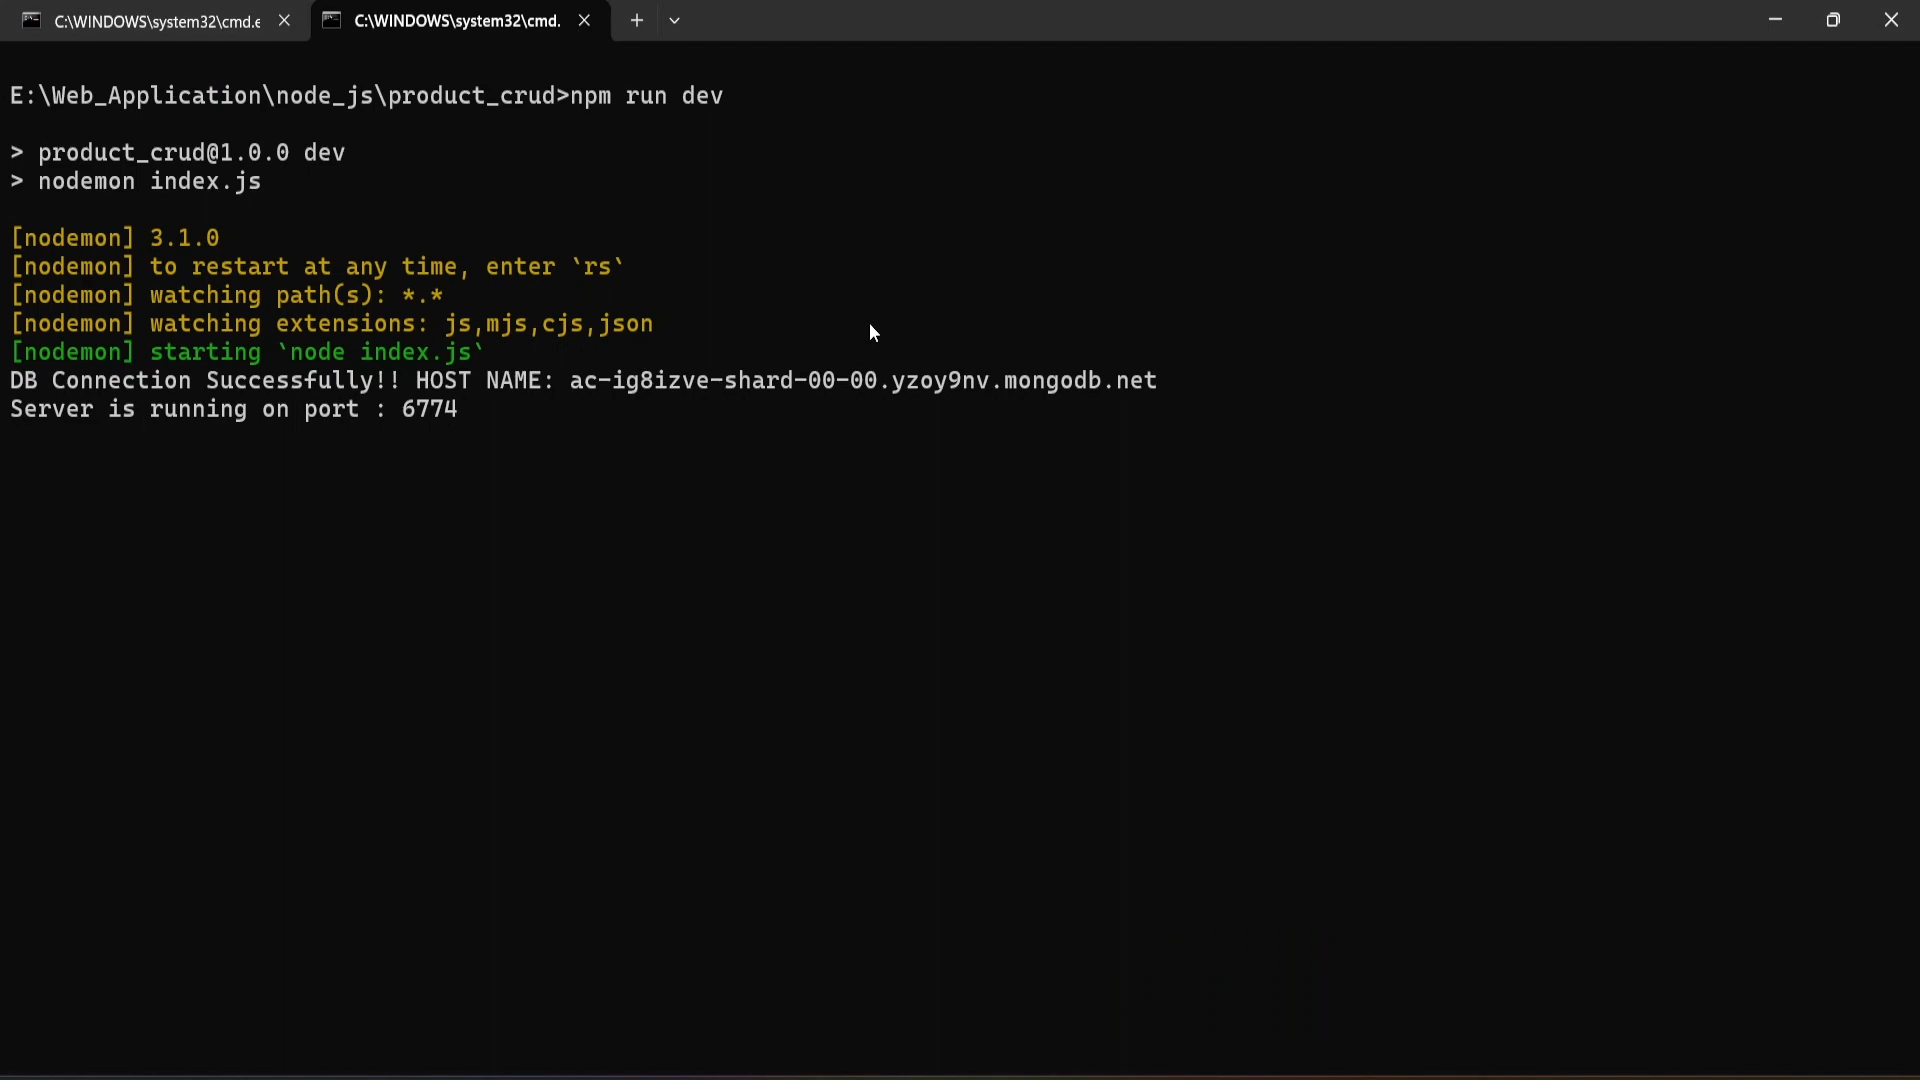 C:\WINDOWS\system32\cmd.e
C:\WINDOWS\system32\cmd.
E:\Web_Application\node_js\product_crud>npm run dev
> product_crud@1.0.0 dev
> nodemon index.js
[nodemon] 3.1.0
[nodemon] to restart at any time, enter `rs`
[nodemon] watching path(s): *.*
[nodemon] watching extensions: js,mjs,cjs,json
[nodemon] starting `node index.js`
DB Connection Successfully!! HOST NAME: ac-ig8izve-shard-00-00.yzoy9nv.mongodb.net
Server is running on port : 6774